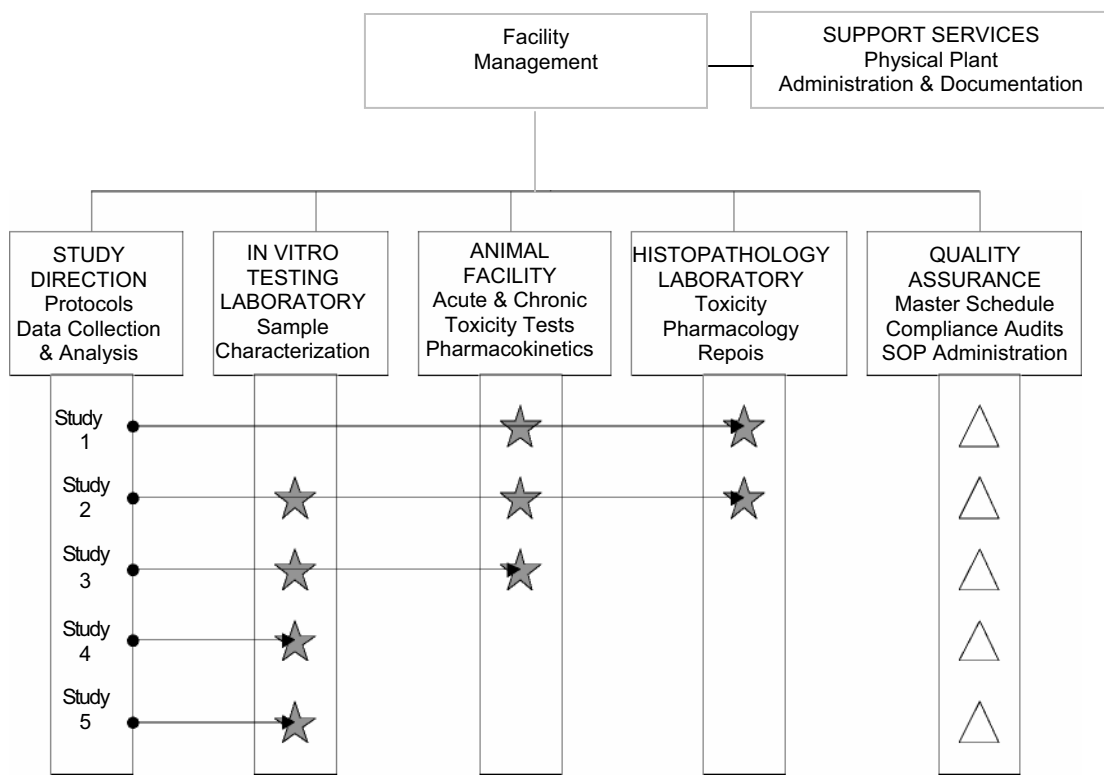 Facility
Management
SUPPORT SERVICES
Physical Plant
Administration & Documentation
STUDY
DIRECTION
Protocols
Data Collection
& Analysis
IN VITRO
TESTING
LABORATORY
Sample
Characterization
ANIMAL
FACILITY
Acute & Chronic
Toxicity Tests
Pharmacokinetics
HISTOPATHOLOGY
LABORATORY
Toxicity
Pharmacology
Repois
QUALITY
ASSURANCE
Master Schedule
Compliance Audits
SOP Administration
Study
1
Study
2
Study
3
Study
4
Study
5